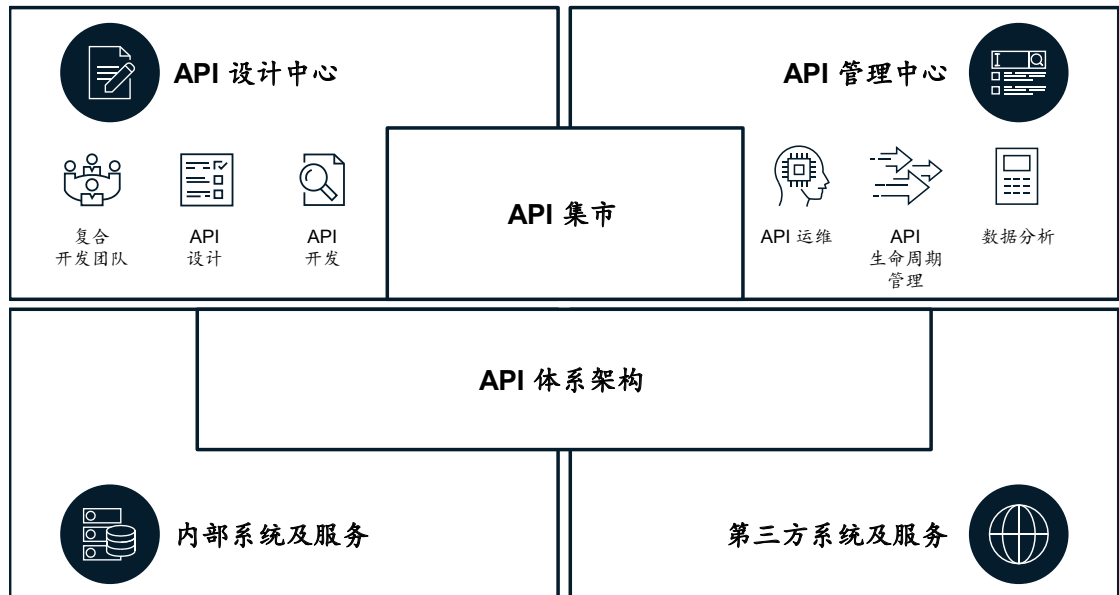 API 设计中心
API 管理中心
复合
开发团队
API
设计
API
开发
API 集市
API 运维
API
生命周期
管理
数据分析
API 体系架构
内部系统及服务
第三方系统及服务